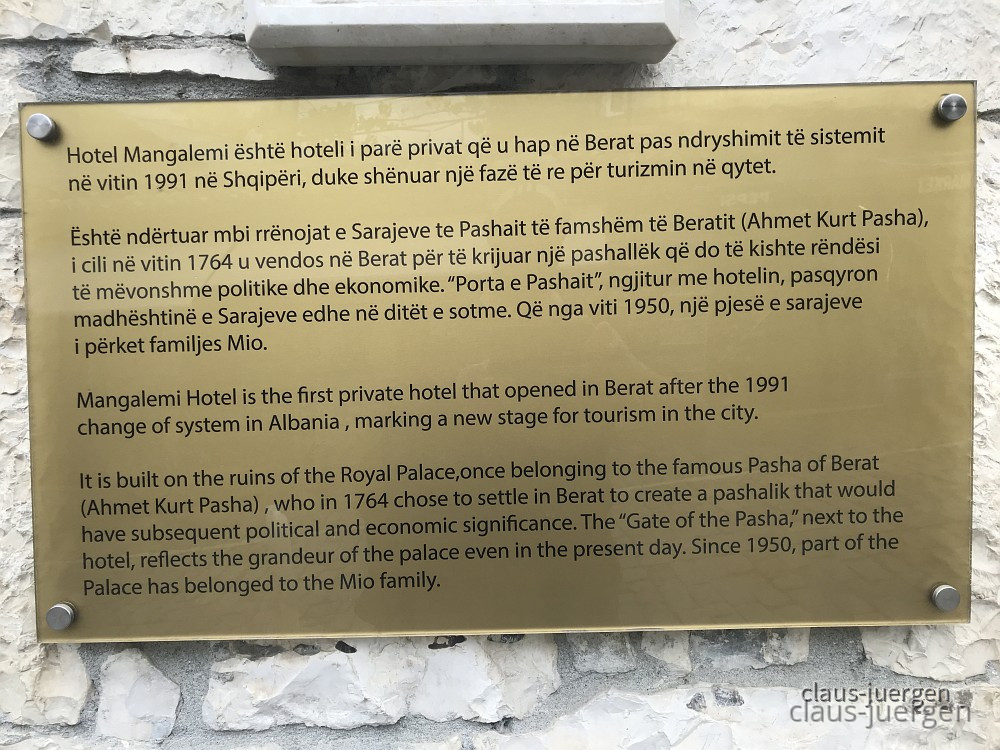 Hotel Mangalemi është hoteli i parë privat që u hap në Berat pas ndryshimit të sistemit
në vitin 1991 në Shqipëri, duke shënuar një fazë të re për turizmin në qytet.
Është ndërtuar mbi rrënojat e Sarajeve te Pashait të famshëm të Beratit (Ahmet Kurt Pasha),
i cili në vitin 1764 u vendos në Berat për të krijuar një pashallëk që do të kishte rëndësi
të mëvonshme politike dhe ekonomike. “Porta e Pashait”, ngjitur me hotelin, pasqyron
madhështinë e Sarajeve edhe në ditët e sotme. Që nga viti 1950, një pjesë e sarajeve
i përket familjes Mio.
Mangalemi Hotel is the first private hotel that opened in Berat after the 1991
change of system in Albania , marking a new stage for tourism in the city.
It is built on the ruins of the Royal Palace,once belonging to the famous Pasha of Berat
(Ahmet Kurt Pasha) , who in 1764 chose to settle in Berat to create a pashalik that would
have subsequent political and economic significance. The “Gate of the Pasha,” next to the
hotel, reflects the grandeur of the palace even in the present day. Since 1950, part of the
Palace has belonged to the Mio family.
claus-juergen
claus-juergen